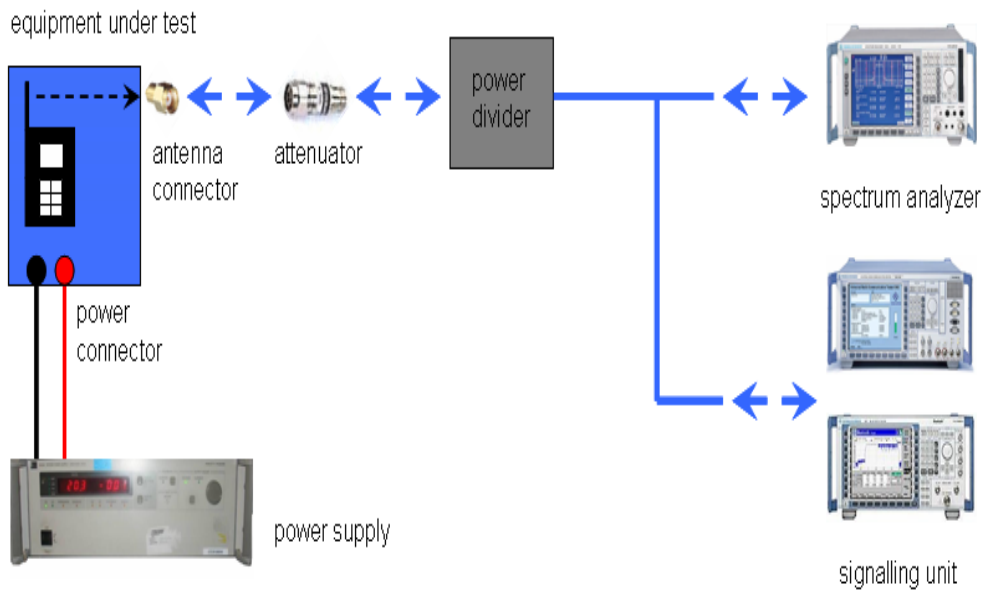 equipment under test
antenna
connector
attenuator
power
divider
spectrum analyzer
power
connector
power supply
signalling unit